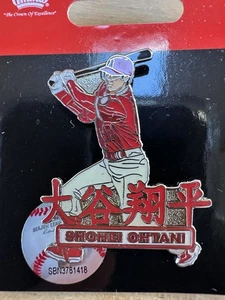 "The Crown Of Excellence"
大谷翔平
SHOHEI OHTANI
SBN3761418